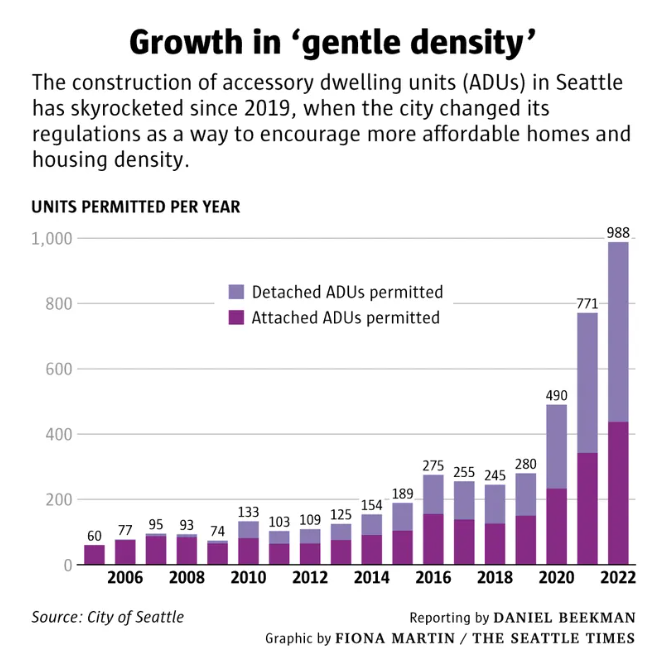 Growth in ‘gentle density’
The construction of accessory dwelling units (ADUs) in Seattle
has skyrocketed since 2019, when the city changed its
regulations as a way to encourage more affordable homes and
housing density.
UNITS PERMITTED PER YEAR
1,000
800
600
400
200
0
Detached ADUs permitted
Attached ADUs permitted
60
77
95
93
74
133
103
109
125
154
189
275
255
245
280
490
771
988
2006 2008 2010 2012 2014 2016 2018 2020 2022
Source: City of Seattle
Reporting by DANIEL BEEKMAN
Graphic by FIONA MARTIN / THE SEATTLE TIMES